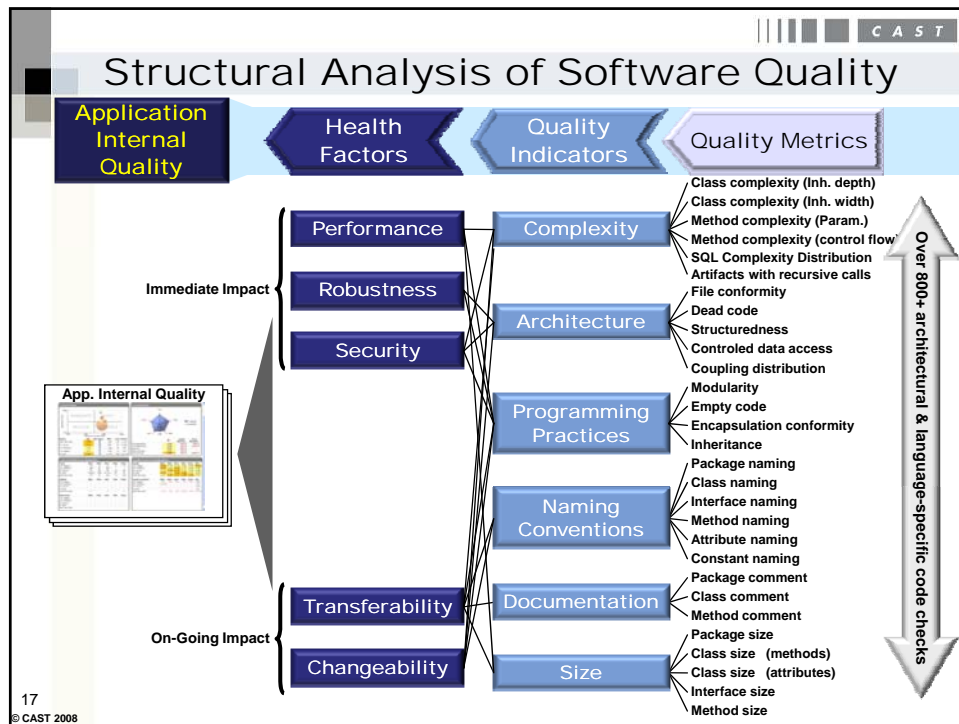 CAST
Structural Analysis of Software Quality
Application
Internal
Quality
Health
Factors
Quality
Indicators
Quality Metrics
Immediate Impact
Performance
Robustness
Security
App. Internal Quality
On-Going Impact
Transferability
Changeability
Complexity
Architecture
Programming
Practices
Naming
Conventions
Documentation
Size
Class complexity (Inh. depth)
Class complexity (Inh. width)
Method complexity (Param.)
Method complexity (control flow)
SQL Complexity Distribution
Artifacts with recursive calls
File conformity
Dead code
Structuredness
Controled data access
Coupling distribution
Modularity
Empty code
Encapsulation conformity
Inheritance
Package naming
Class naming
Interface naming
Method naming
Attribute naming
Constant naming
Package comment
Class comment
Method comment
Package size
Class size (methods)
Class size (attributes)
Interface size
Method size
Over 800+ architectural & language-specific code checks
17
© CAST 2008